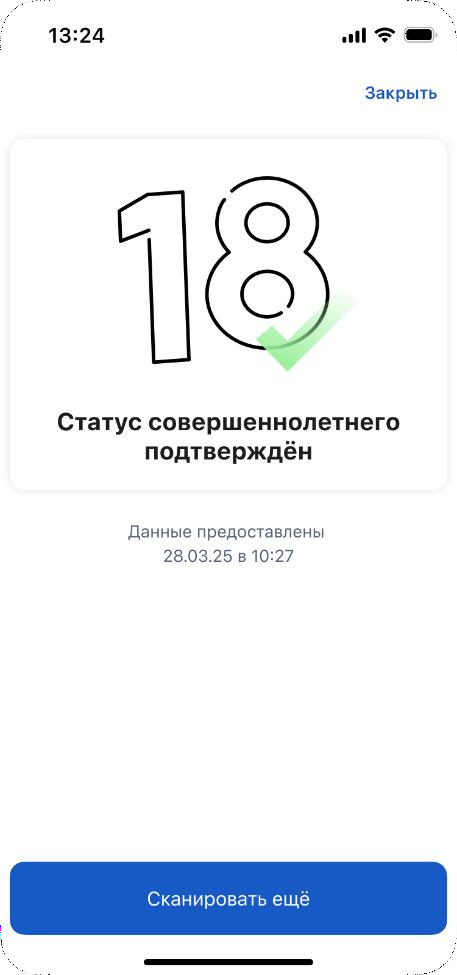 13:24
Закрыть
18
Статус совершеннолетнего
подтверждён
Данные предоставлены
28.03.25 в 10:27
Сканировать ещё